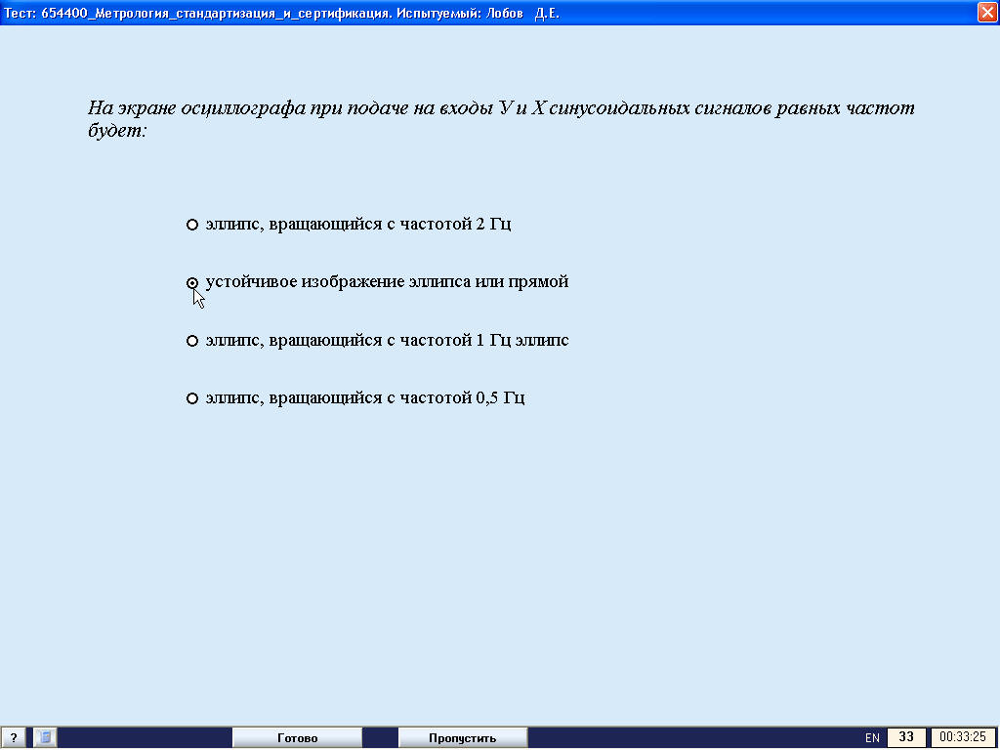 Тест: 654400_Метрология_стандартизация_и_сертификация. Испытуемый: Лобов Д.Е.
На экране осциллографа при подаче на входы У и Х синусоидальных сигналов равных частот
будет:
эллипс, вращающийся с частотой 2 Гц
устойчивое изображение эллипса или прямой
эллипс, вращающийся с частотой 1 Гц эллипс
эллипс, вращающийся с частотой 0,5 Гц
? Готово Пропустить EN 33 00:33:25